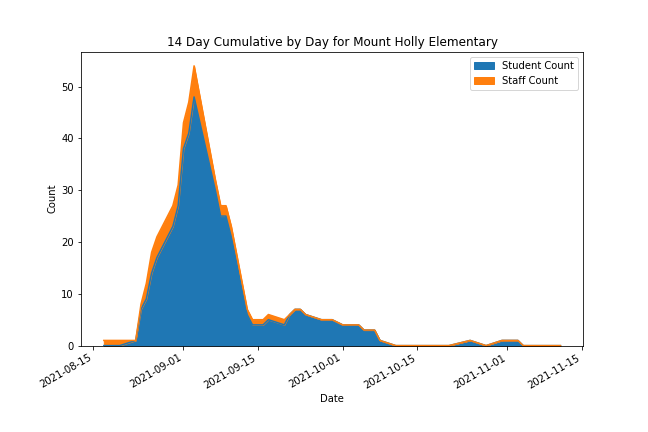 14 Day Cumulative by Day for Mount Holly Elementary
Student Count
Staff Count
Count
50
40
30
20
10
0
2021-08-15
2021-09-01
2021-09-15
2021-10-01
2021-10-15
2021-11-01
2021-11-15
Date